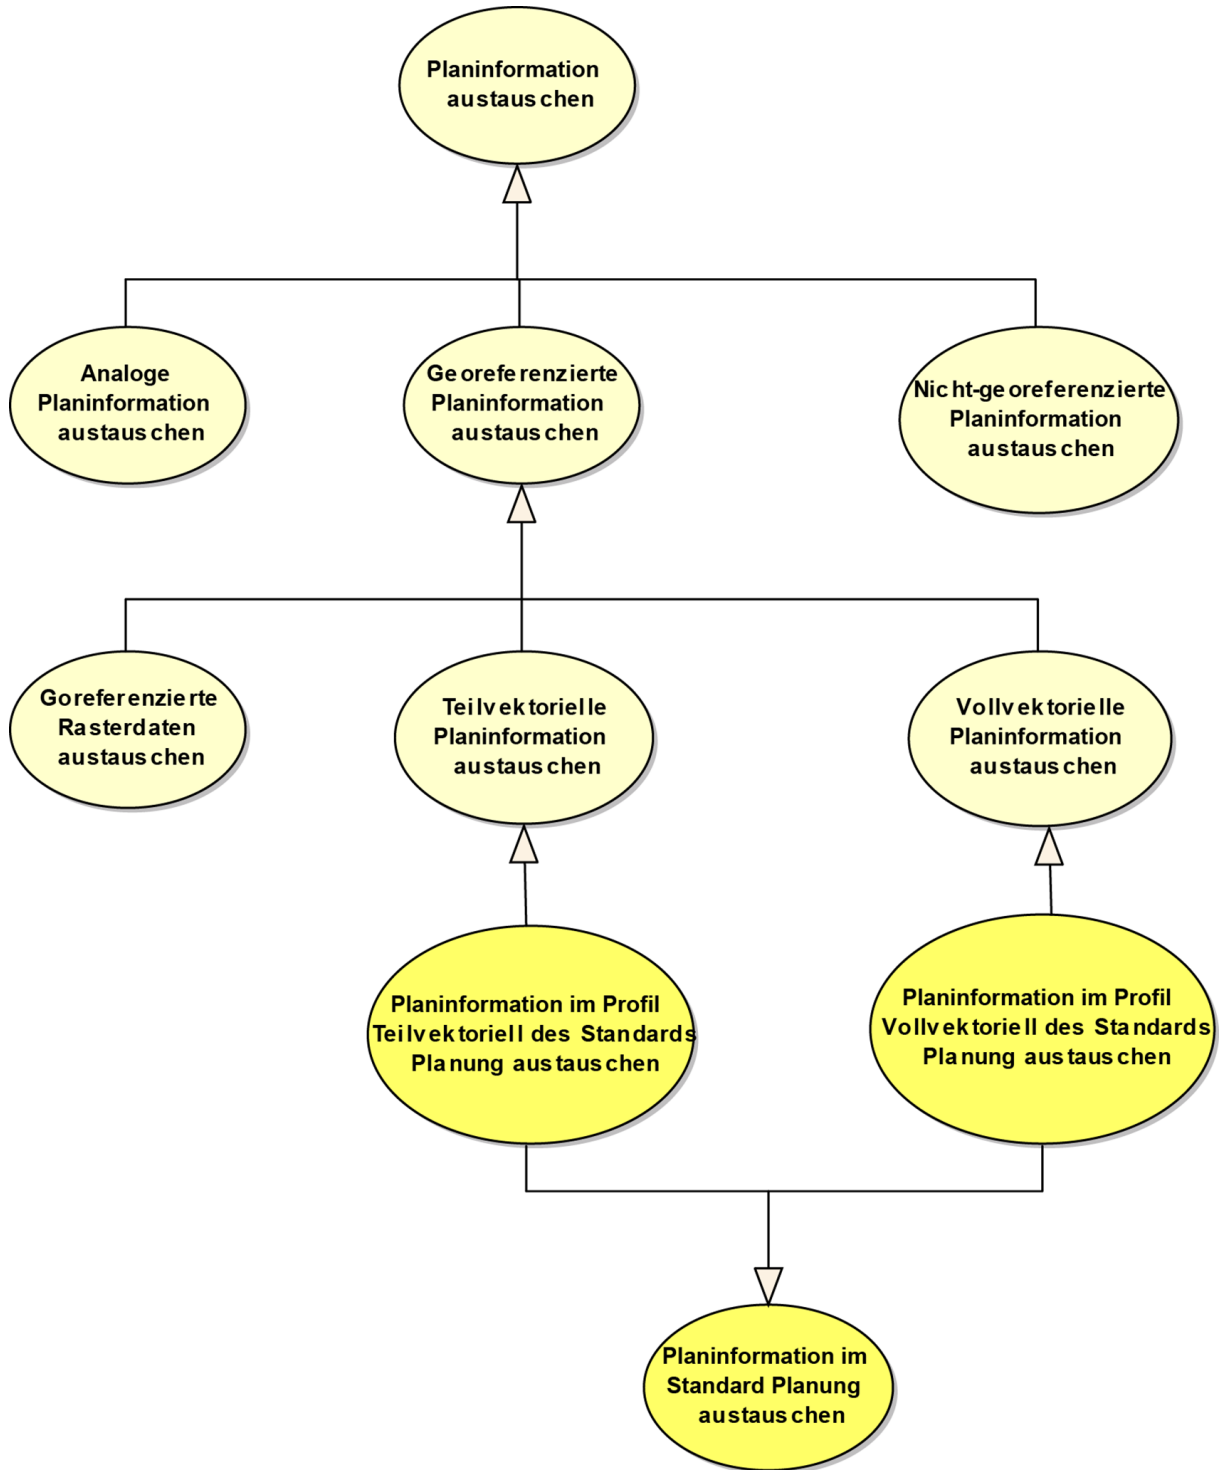 Planinformation
austauschen
Analoge
Planinformation
austauschen
Georeferenzierte
Planinformation
austauschen
Nicht-georeferenzierte
Planinformation
austauschen
Goreferenzierte
Rasterdaten
austauschen
Teilvektorielle
Planinformation
austauschen
Vollvektorielle
Planinformation
austauschen
Planinformation im Profil
Teilvektoriell des Standards
Planung austauschen
Planinformation im Profil
Vollvektoriell des Standards
Planung austauschen
Planinformation im
Standard Planung
austauschen